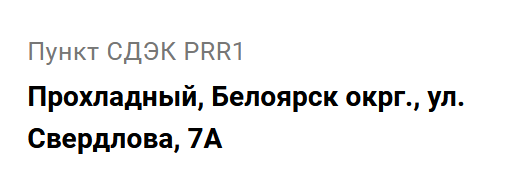 Пункт СДЭК PRR1
Прохладный, Белоярск окрг., ул.
Свердлова, 7А